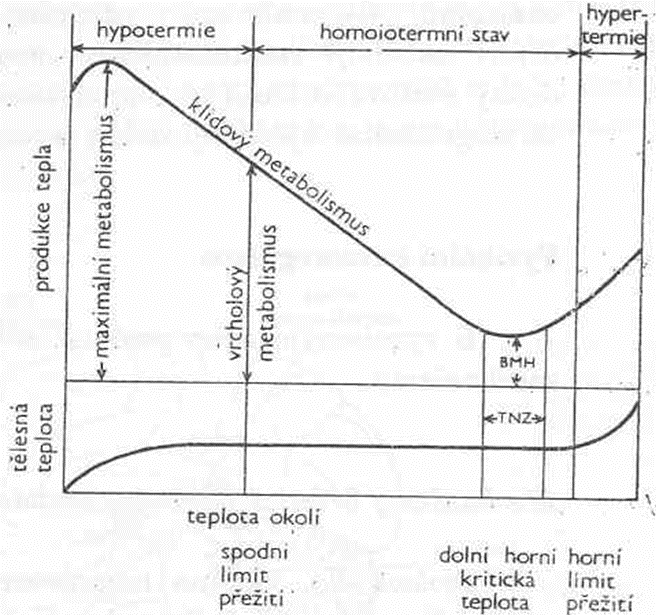 hypotermie
homoiotermní stav
hyper-
termie
produkce tepla
maximální metabolismus
klidový metabolismus
vrcholový
metabolismus
BMH
TNZ
tělesná
teplota
teplota okolí
spodní
limit
přežití
dolní horní
kritická
teplota
horní
limit
přežití